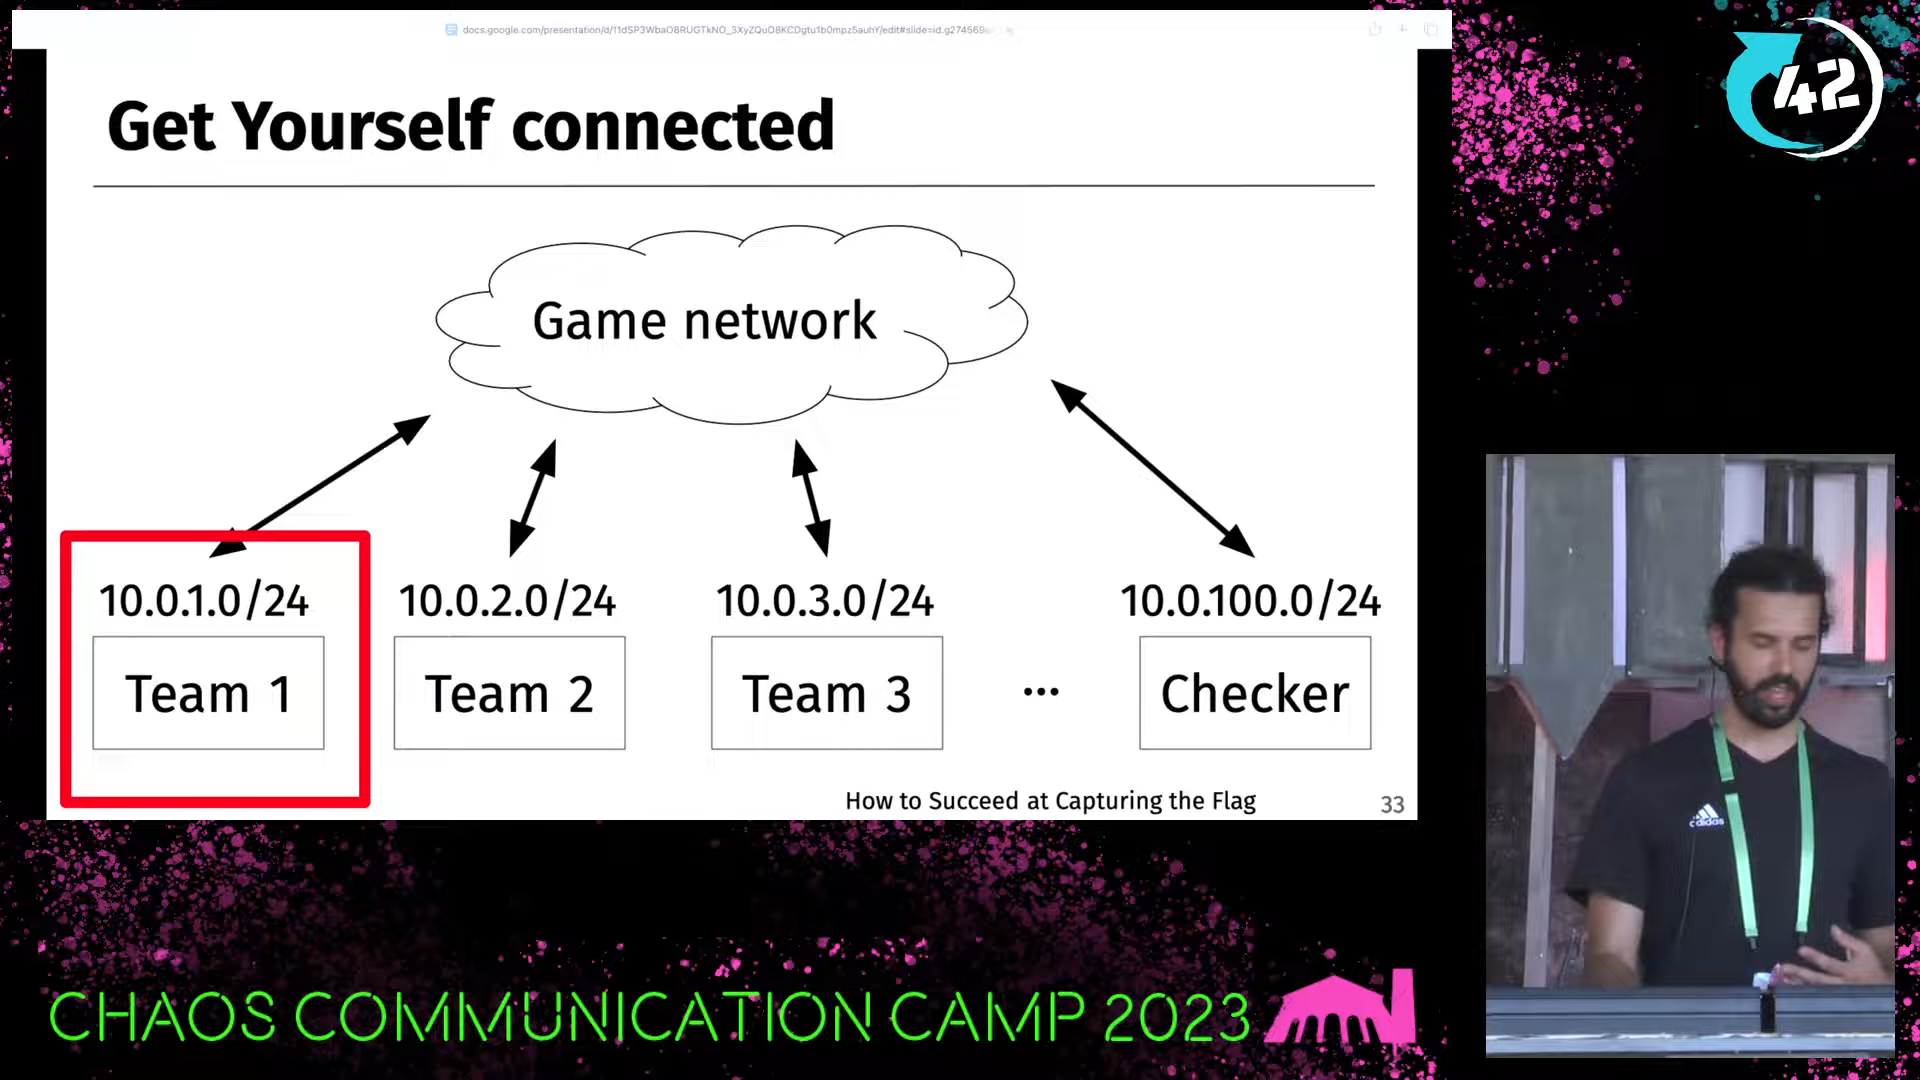 Get Yourself connected
Game network
10.0.1.0/24
10.0.2.0/24
10.0.3.0/24
10.0.100.0/24
Team 1
Team 2
Team 3
...
Checker
How to Succeed at Capturing the Flag
33
42
adidas
CHAOS COMMUNICATION CAMP 2023